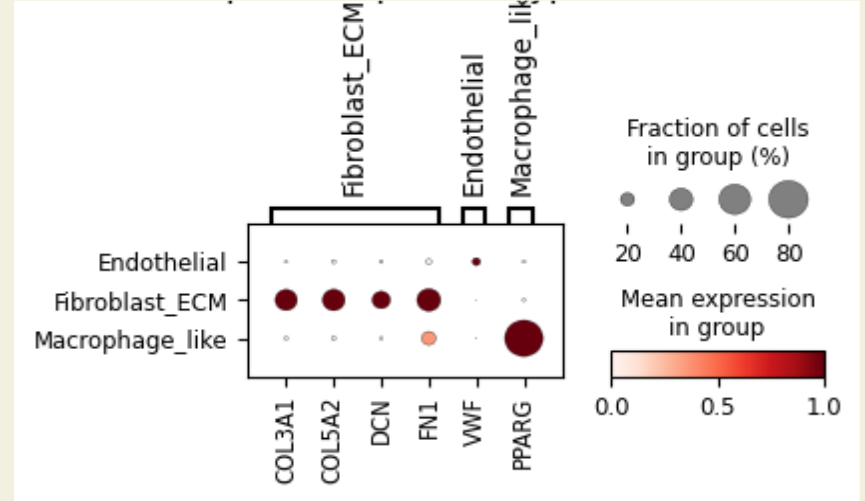 Fibroblast_ECM
Endothelial
Fraction of cells
in group (%)
20 40 60 80
Endothelial
Fibroblast_ECM
Macrophage_like
Mean expression
in group
0.0 0.5 1.0
COL3A1
COL5A2
DCN
FN1
VWF
PPARG